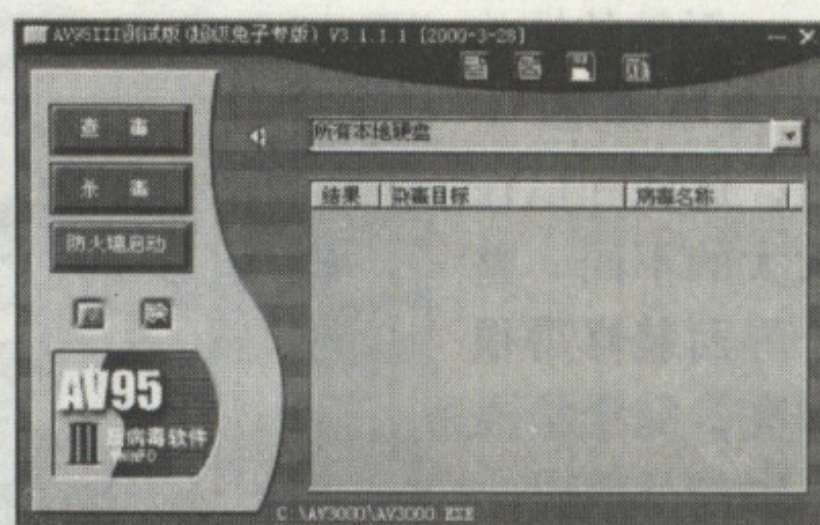 AV95III测试版(超级兔子专版) V3.1.1.1 [2000-3-28]
查 毒
杀 毒
防火墙启动
所有本地硬盘
结果 染毒目标 病毒名称
AV95
III 反病毒软件
C:\AV3000\AV3000.EXE